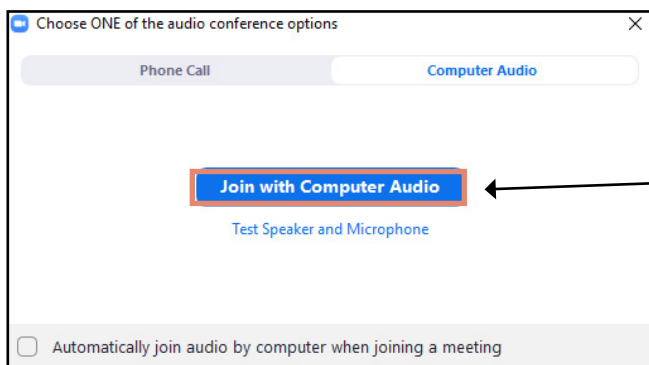 Choose ONE of the audio conference options
Phone Call
Computer Audio
Join with Computer Audio
Test Speaker and Microphone
Automatically join audio by computer when joining a meeting